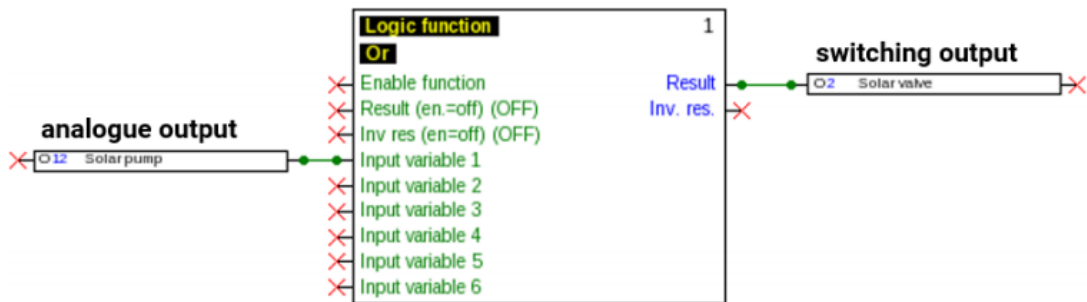 Logic function 1
Or
switching output
Enable function Result O2 Solar valve
Result (en.=off) (OFF) Inv. res.
analogue output
Inv res (en=off) (OFF)
O12 Solar pump Input variable 1
Input variable 2
Input variable 3
Input variable 4
Input variable 5
Input variable 6